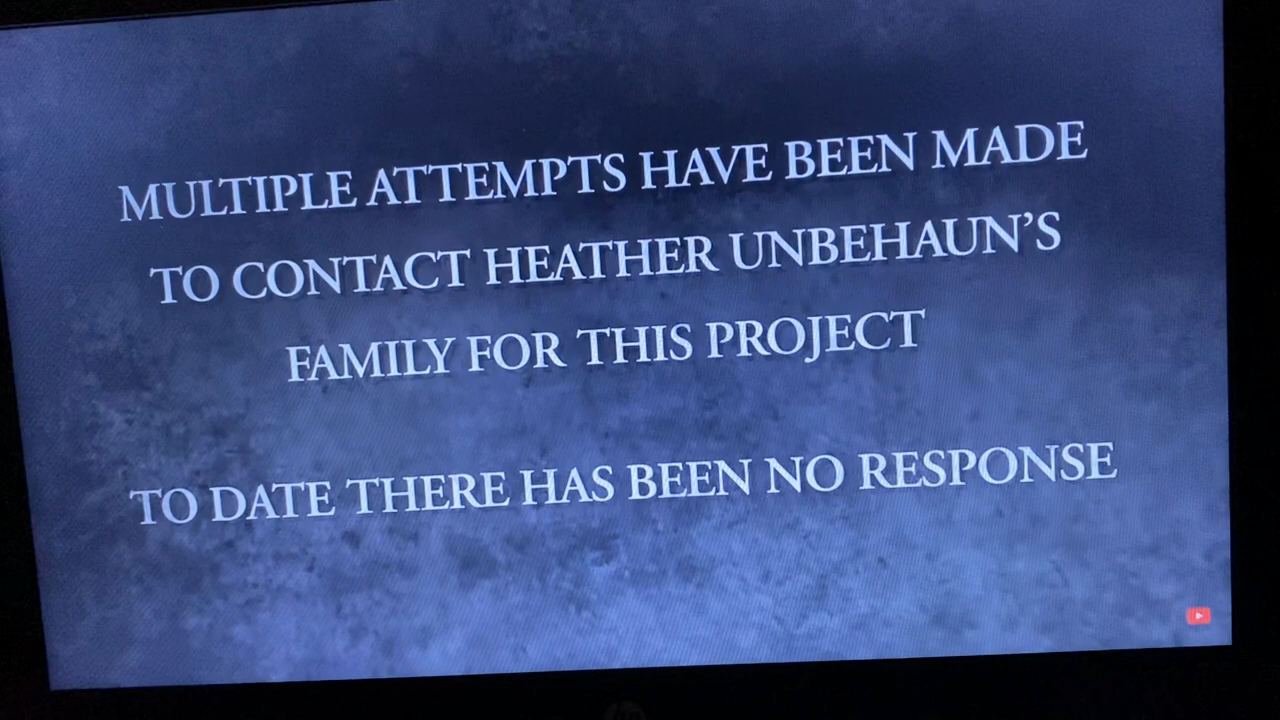 MULTIPLE ATTEMPTS HAVE BEEN MADE
TO CONTACT HEATHER UNBEHAUN'S
FAMILY FOR THIS PROJECT
TO DATE THERE HAS BEEN NO RESPONSE